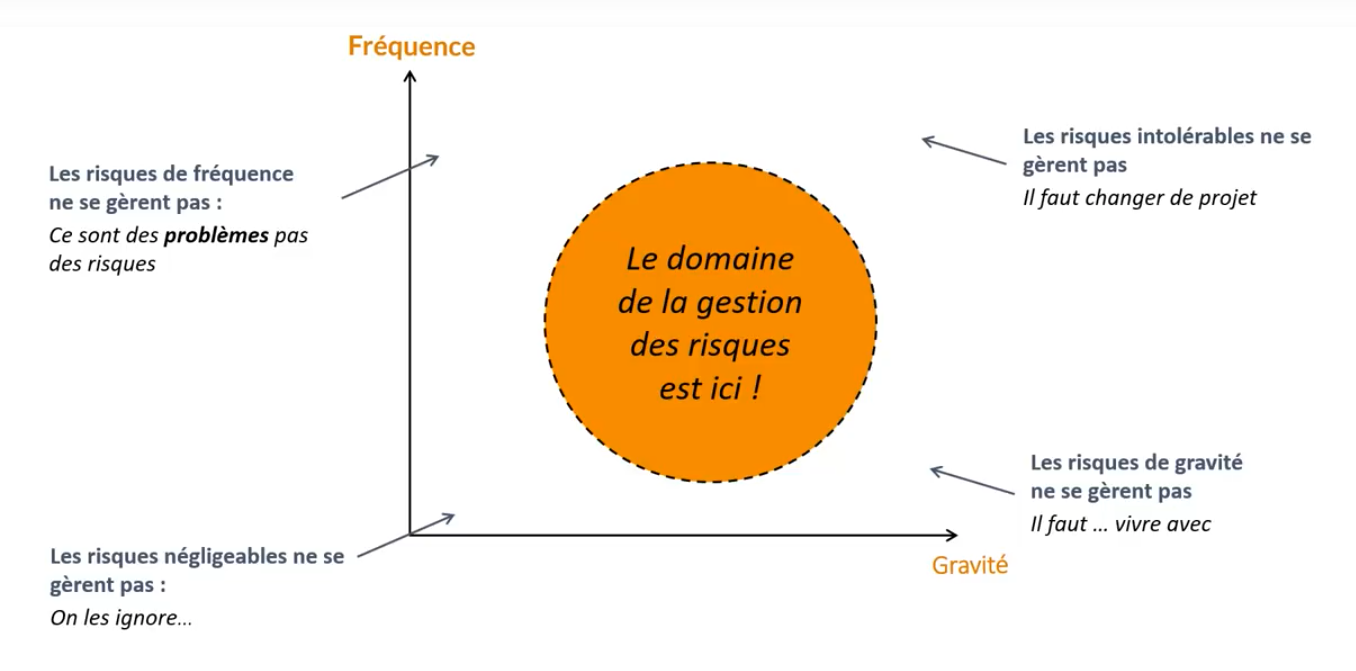 Fréquence
Les risques de fréquence
ne se gèrent pas :
Ce sont des problèmes pas
des risques
Les risques intolérables ne se
gèrent pas
Il faut changer de projet
Le domaine
de la gestion
des risques
est ici !
Les risques de gravité
ne se gèrent pas
Il faut ... vivre avec
Gravité
Les risques négligeables ne se
gèrent pas :
On les ignore...